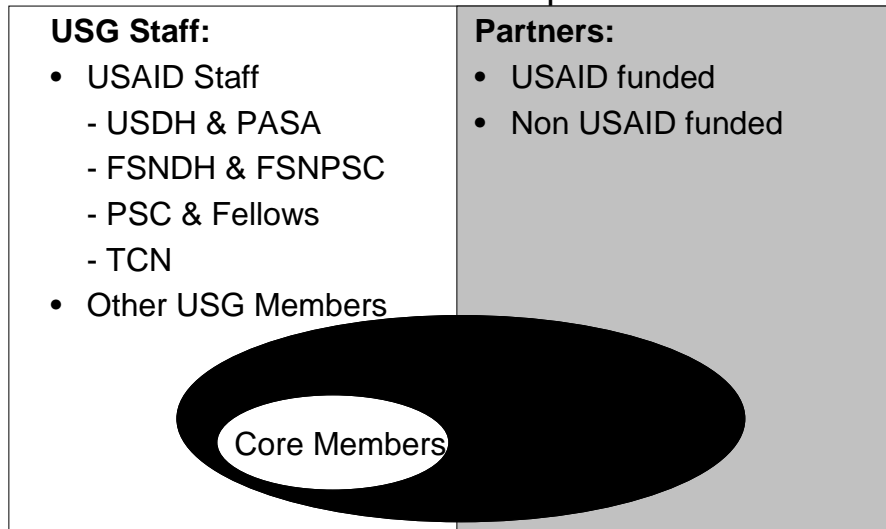 USG Staff:
• USAID Staff
- USDH & PASA
- FSNDH & FSNPSC
- PSC & Fellows
- TCN
• Other USG Members
Partners:
• USAID funded
• Non USAID funded
Core Members